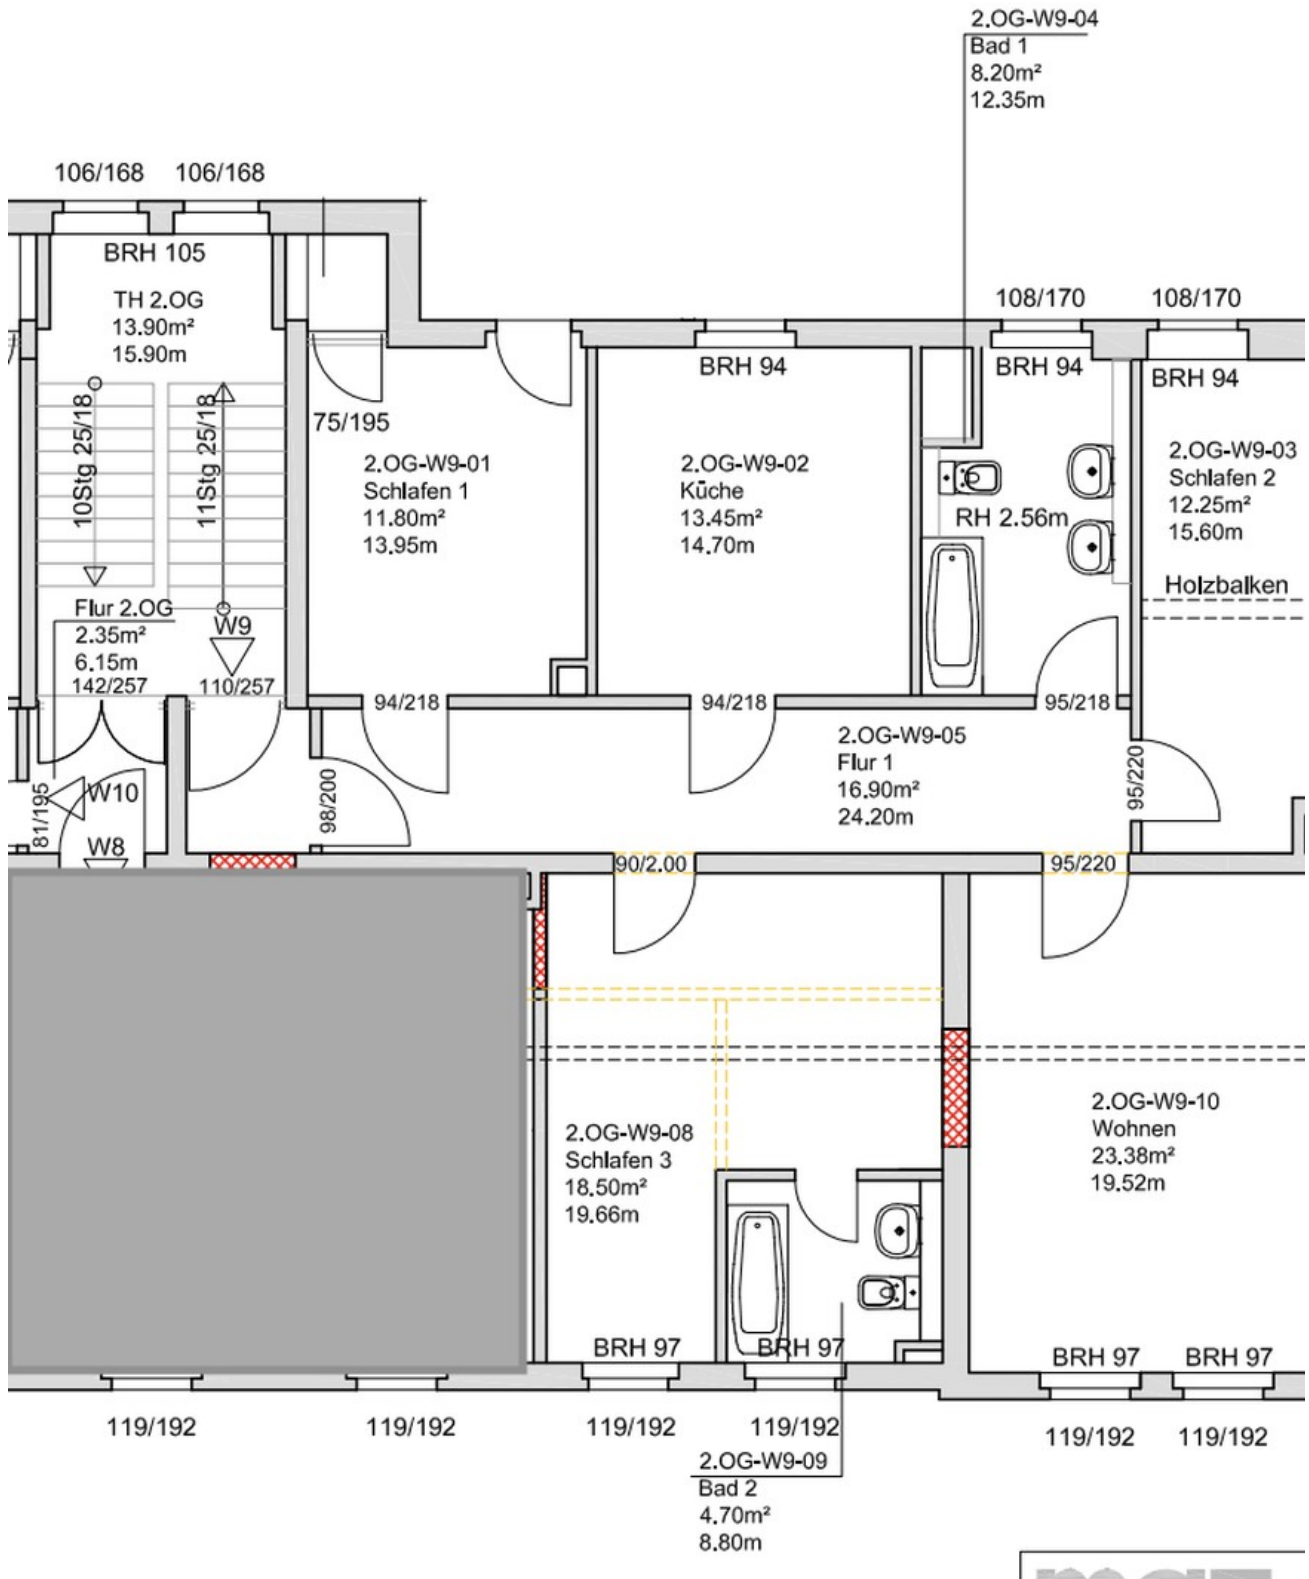 2.OG-W9-04
Bad 1
8.20m²
12.35m
106/168
106/168
BRH 105
TH 2.OG
13.90m²
15.90m
108/170
108/170
BRH 94
BRH 94
BRH 94
10Stg 25/18
11Stg 25/18
75/195
2.OG-W9-01
Schlafen 1
11.80m²
13.95m
2.OG-W9-02
Küche
13.45m²
14.70m
RH 2.56m
2.OG-W9-03
Schlafen 2
12.25m²
15.60m
Holzbalken
Flur 2.OG
2.35m²
6.15m
142/257
W9
110/257
94/218
94/218
95/218
2.OG-W9-05
Flur 1
16.90m²
24.20m
95/220
81/195
W10
W8
98/200
90/2.00
95/220
2.OG-W9-08
Schlafen 3
18.50m²
19.66m
2.OG-W9-10
Wohnen
23.38m²
19.52m
BRH 97
BRH 97
BRH 97
BRH 97
119/192
119/192
119/192
119/192
119/192
119/192
2.OG-W9-09
Bad 2
4.70m²
8.80m